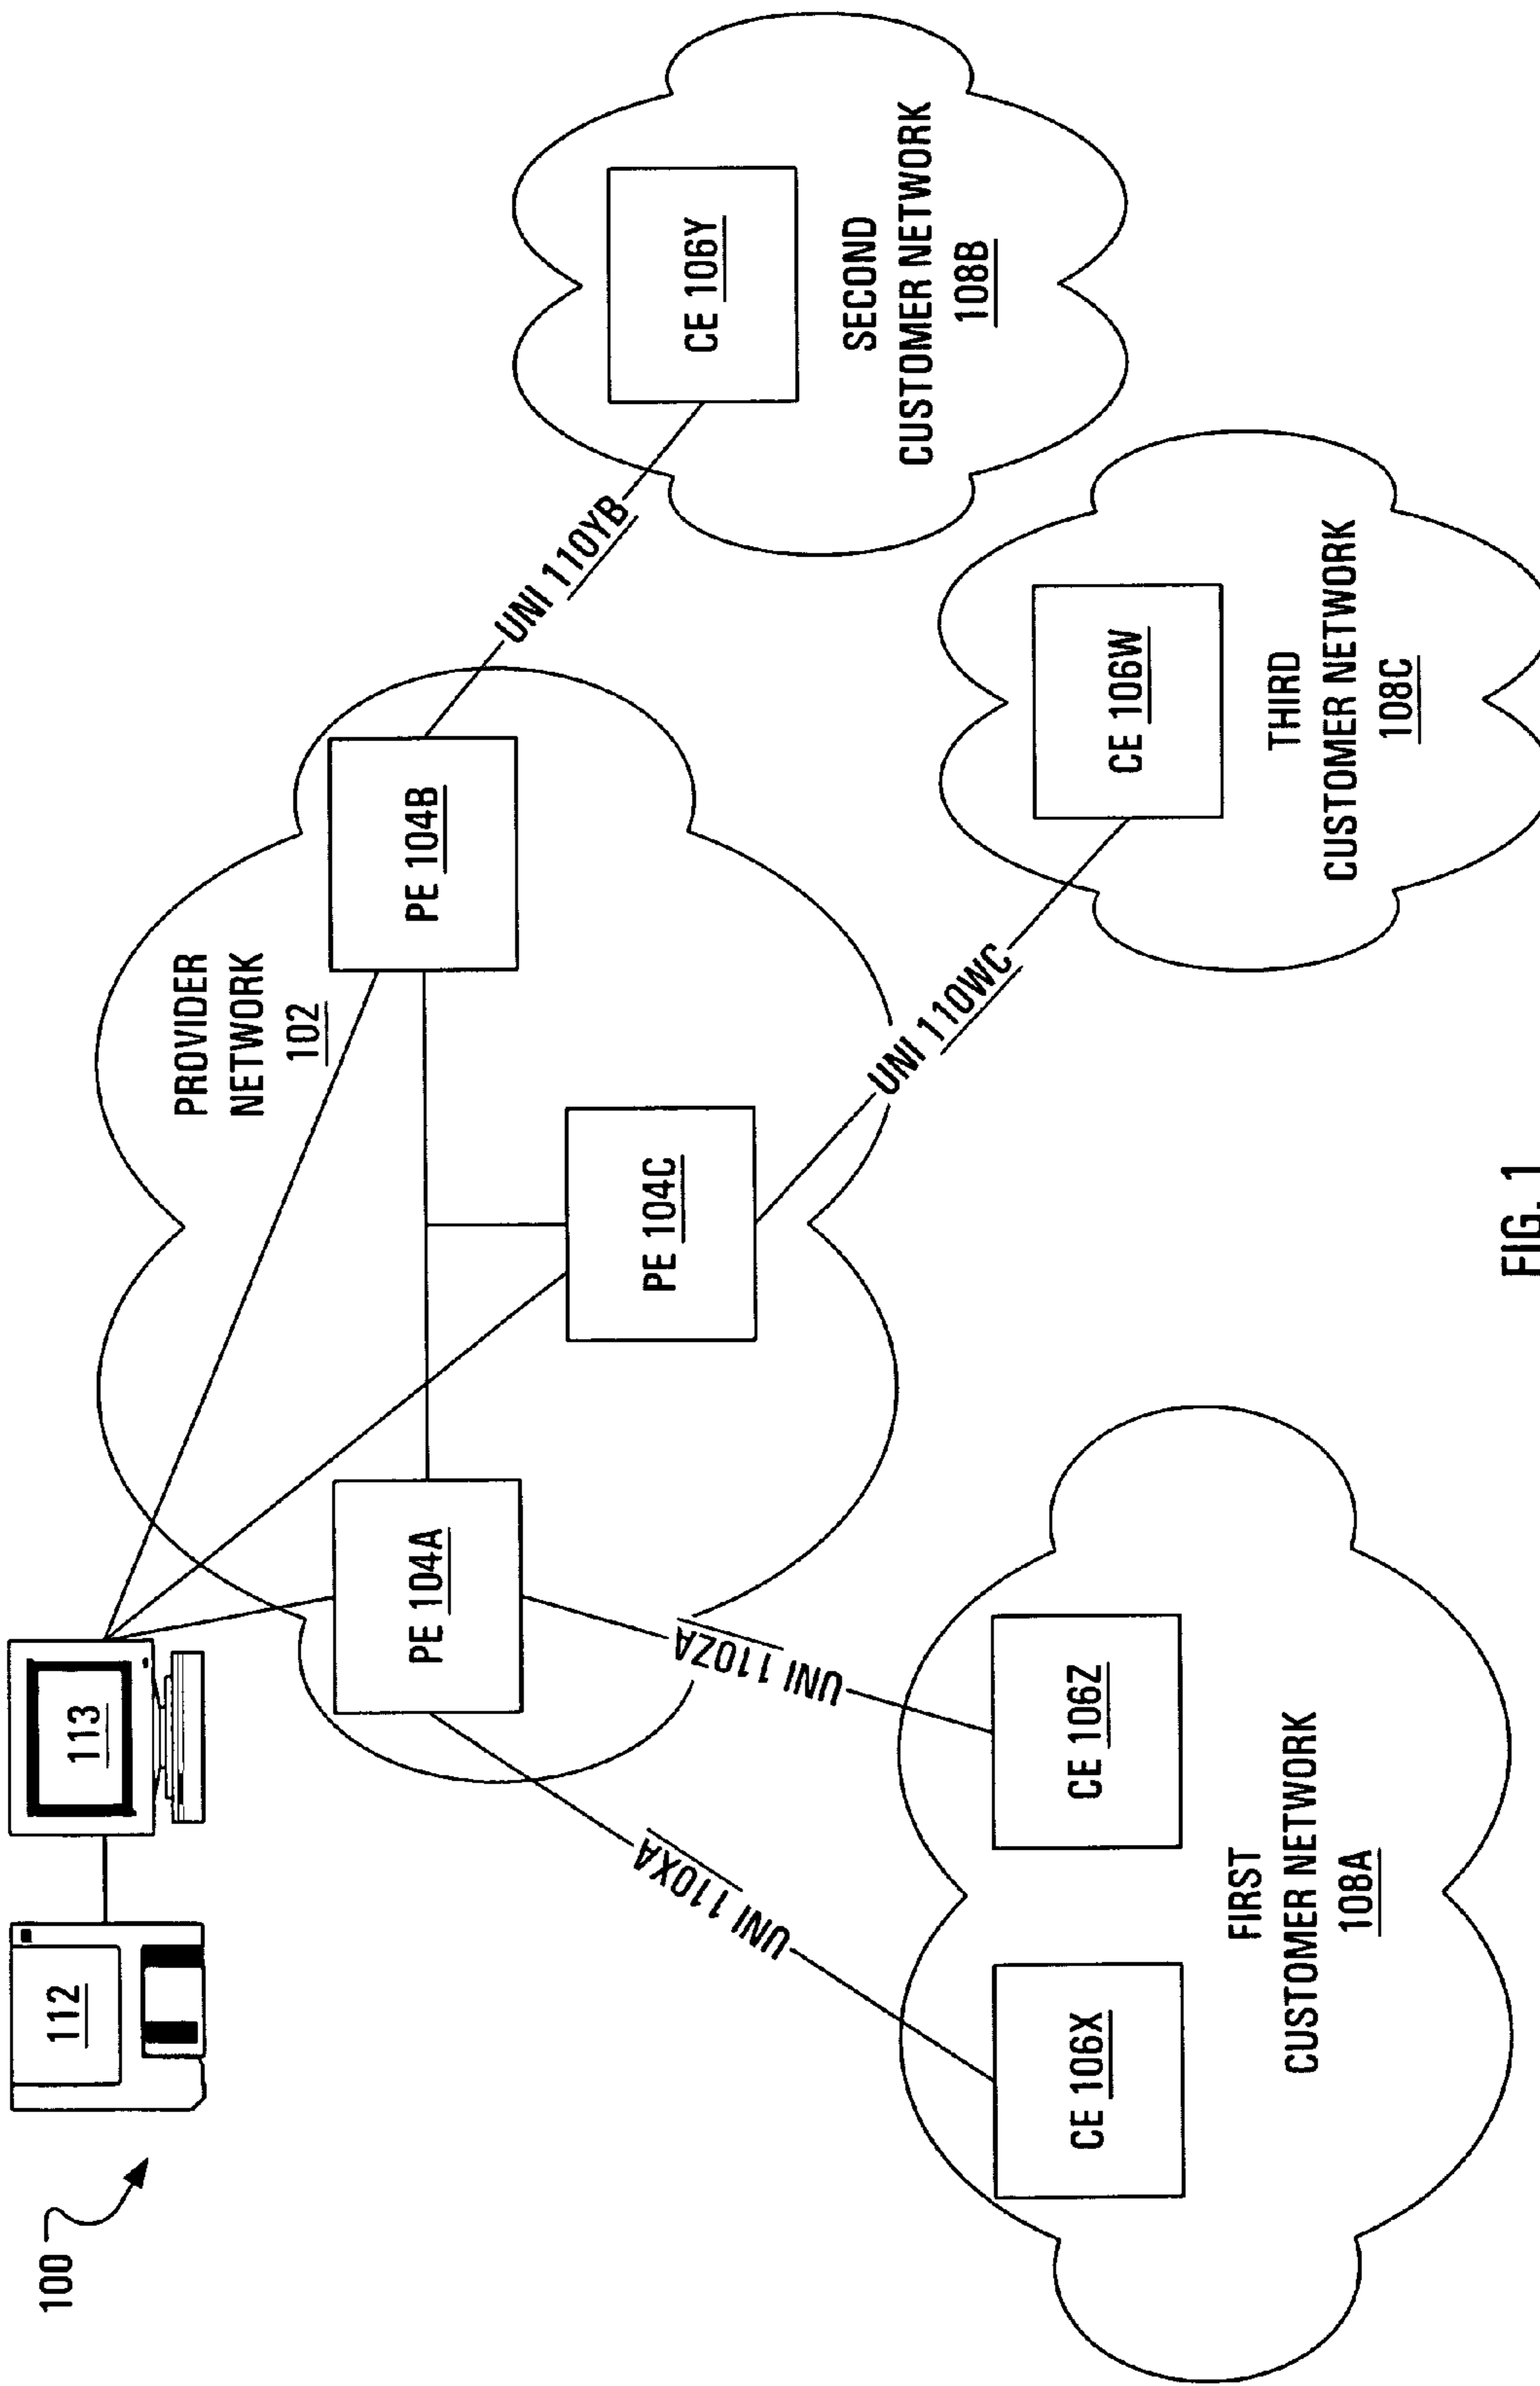 100
112
113
PROVIDER
NETWORK
102
PE 104A
PE 104C
PE 104B
UNI 110XA
UNI 110ZA
UNI 110WC
UNI 110YB
CE 106X
CE 106Z
FIRST
CUSTOMER NETWORK
108A
CE 106W
THIRD
CUSTOMER NETWORK
108C
CE 106Y
SECOND
CUSTOMER NETWORK
108B
FIG. 1